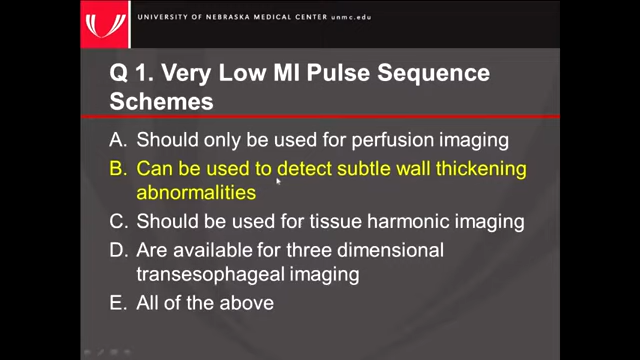 UNIVERSITY OF NEBRASKA MEDICAL CENTER unmc.edu
Q 1. Very Low MI Pulse Sequence
Schemes
A. Should only be used for perfusion imaging
B. Can be used to detect subtle wall thickening
abnormalities
C. Should be used for tissue harmonic imaging
D. Are available for three dimensional
transesophageal imaging
E. All of the above